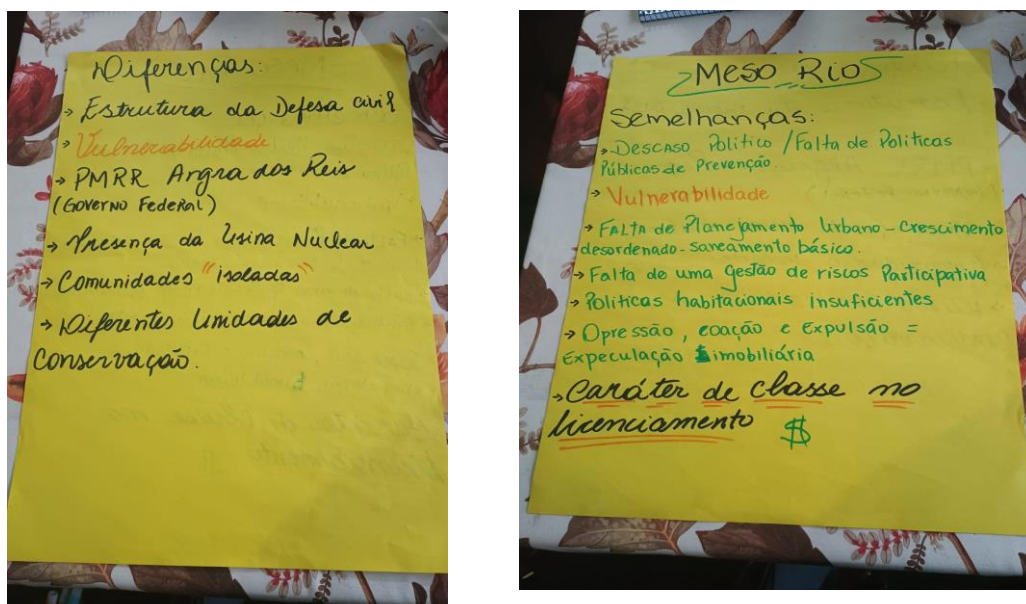 Diferenças:
→ Estrutura da Defesa civil
→ Vulnerabilidade
→ PMRR Angra dos Reis
(GOVERNO FEDERAL)
→ Presença da Usina Nuclear
→ Comunidades "isoladas"
→ Diferentes Unidades de
Conservação.
MESO RIO
Semelhanças:
→ DESCASO Político / Falta de Políticas
Públicas de Prevenção.
→ Vulnerabilidade
→ FALTA de Planejamento Urbano - Crescimento
desordenado - saneamento básico.
→ Falta de uma gestão de riscos Participativa
→ Políticas habitacionais insuficientes
→ Opressão, coação e Expulsão =
Expeculação imobiliária
→ Caráter de classe no
licenciamento $